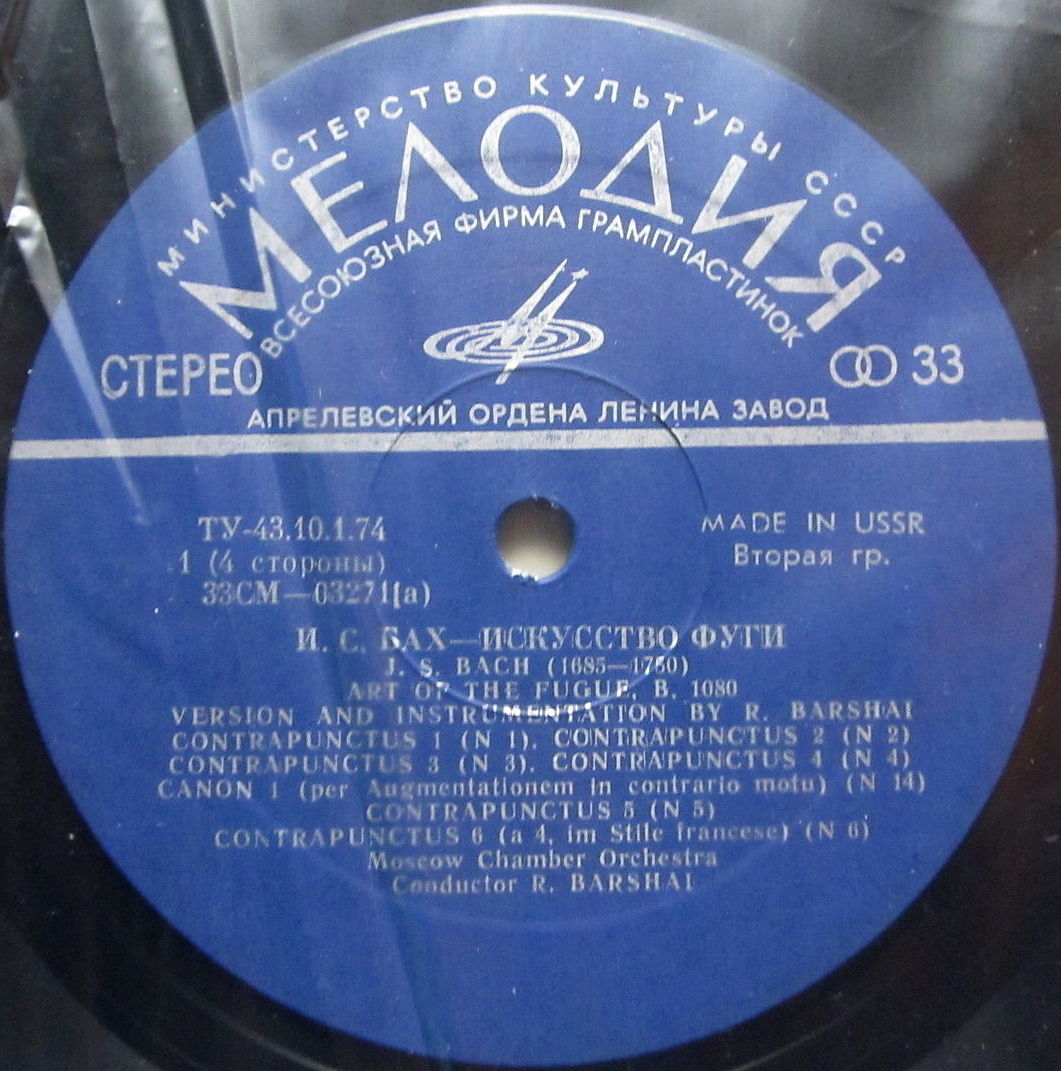 МИНИСТЕРСТВО КУЛЬТУРЫ СССР
МЕЛОДИЯ
ВСЕСОЮЗНАЯ ФИРМА ГРАМПЛАСТИНОК
СТЕРЕО
33
АПРЕЛЕВСКИЙ ОРДЕНА ЛЕНИНА ЗАВОД
ТУ-43.10.1.74
MADE IN USSR
1 (4 стороны)
Вторая гр.
33СМ—03271(а)
И. С. БАХ—ИСКУССТВО ФУГИ
J. S. BACH (1685—1750)
ART OF THE FUGUE, B. 1080
VERSION AND INSTRUMENTATION BY R. BARSHAI
CONTRAPUNCTUS 1 (N 1). CONTRAPUNCTUS 2 (N 2)
CONTRAPUNCTUS 3 (N 3). CONTRAPUNCTUS 4 (N 4)
CANON 1 (per Augmentationem in contrario motu) (N 14)
CONTRAPUNCTUS 5 (N 5)
CONTRAPUNCTUS 6 (a 4, im Stile francese) (N 6)
Moscow Chamber Orchestra
Conductor R. BARSHAI